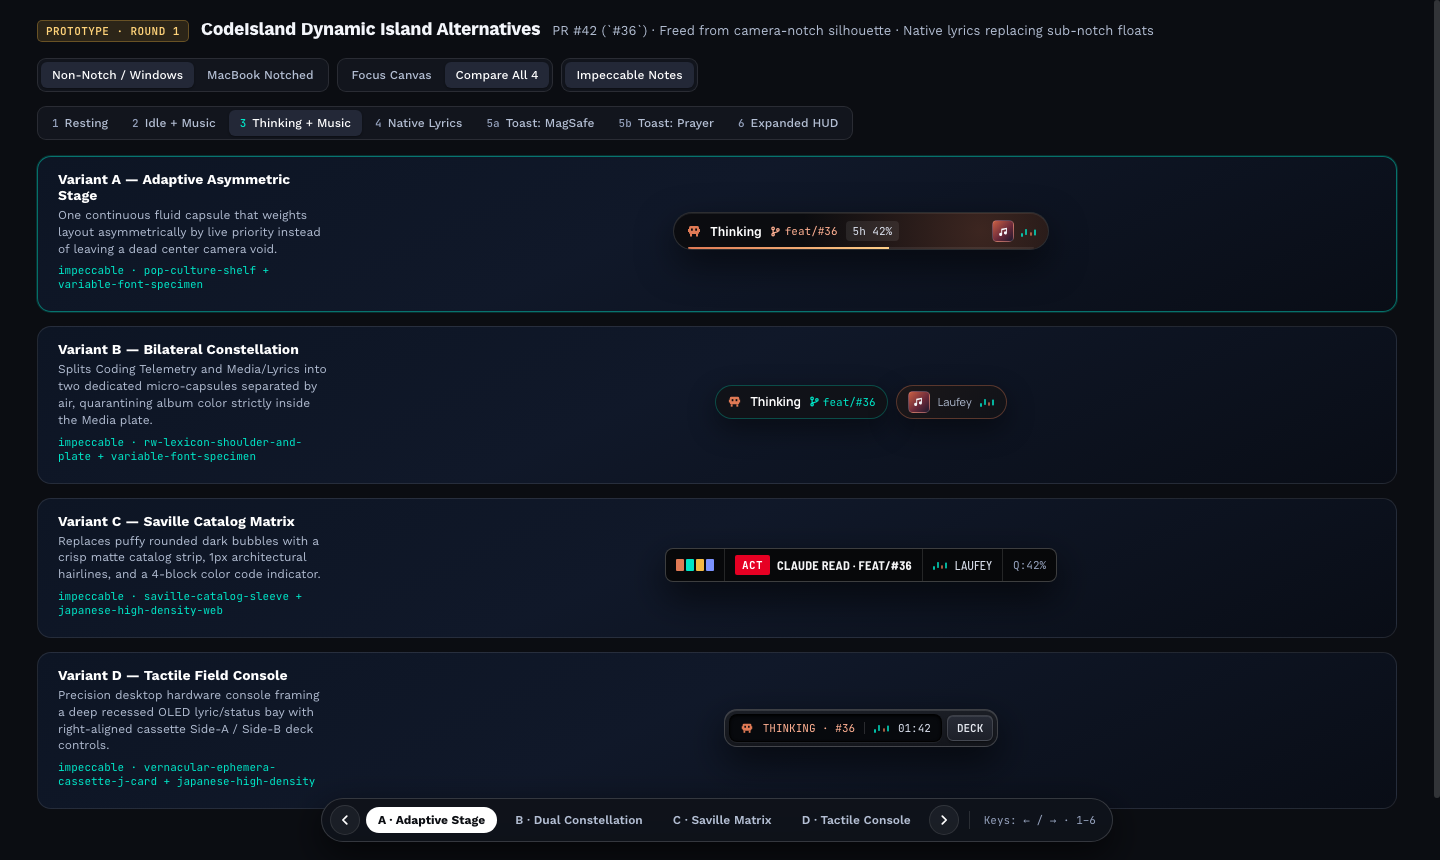 PROTOTYPE · ROUND 1 CodeIsland Dynamic Island Alternatives PR #42 (`#36`) · Freed from camera-notch silhouette · Native lyrics replacing sub-notch floats
Non-Notch / Windows MacBook Notched Focus Canvas Compare All 4 Impeccable Notes
1 Resting 2 Idle + Music 3 Thinking + Music 4 Native Lyrics 5a Toast: MagSafe 5b Toast: Prayer 6 Expanded HUD
Variant A — Adaptive Asymmetric
Stage
One continuous fluid capsule that weights
layout asymmetrically by live priority instead
of leaving a dead center camera void.
impeccable · pop-culture-shelf +
variable-font-specimen
Thinking feat/#36 5h 42%
Variant B — Bilateral Constellation
Splits Coding Telemetry and Media/Lyrics into
two dedicated micro-capsules separated by
air, quarantining album color strictly inside
the Media plate.
impeccable · rw-lexicon-shoulder-and-
plate + variable-font-specimen
Thinking feat/#36 Laufey
Variant C — Saville Catalog Matrix
Replaces puffy rounded dark bubbles with a
crisp matte catalog strip, 1px architectural
hairlines, and a 4-block color code indicator.
impeccable · saville-catalog-sleeve +
japanese-high-density-web
ACT CLAUDE READ · FEAT/#36 LAUFEY Q:42%
Variant D — Tactile Field Console
Precision desktop hardware console framing
a deep recessed OLED lyric/status bay with
right-aligned cassette Side-A / Side-B deck
controls.
impeccable · vernacular-ephemera-
cassette-j-card + japanese-high-density
THINKING · #36 01:42 DECK
A · Adaptive Stage B · Dual Constellation C · Saville Matrix D · Tactile Console Keys: ← / → · 1–6